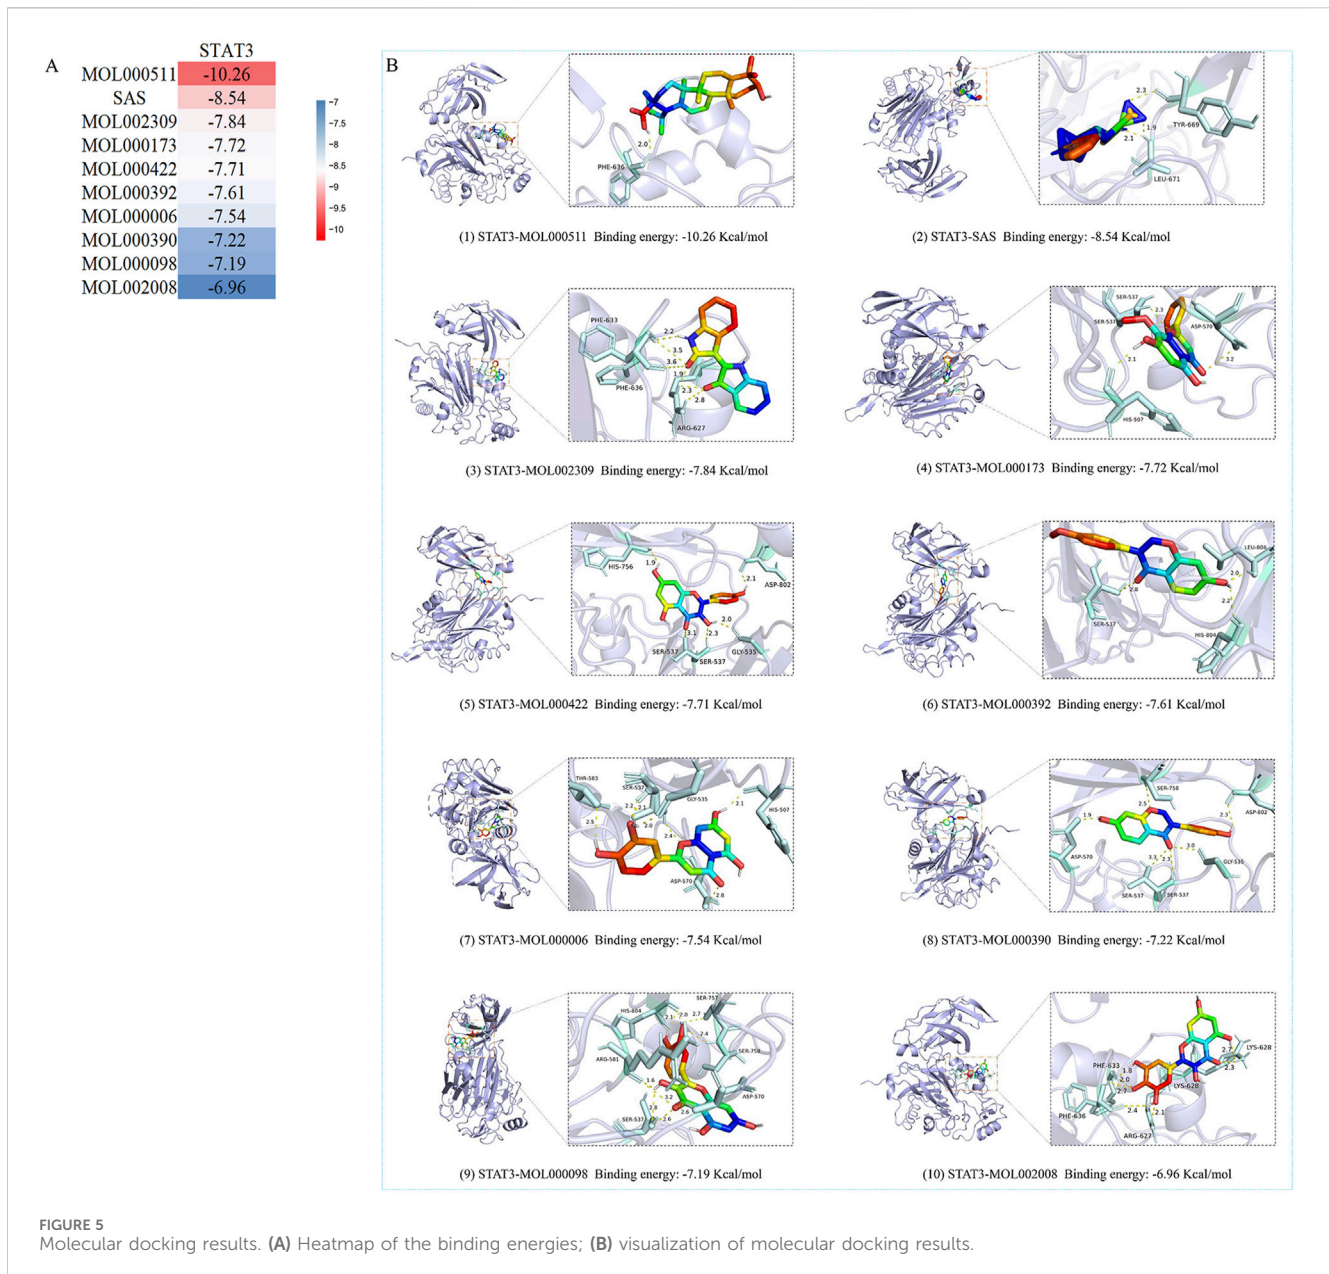 A
STAT3
MOL000511 -10.26
SAS -8.54
MOL002309 -7.84
MOL000173 -7.72
MOL000422 -7.71
MOL000392 -7.61
MOL000006 -7.54
MOL000390 -7.22
MOL000098 -7.19
MOL002008 -6.96
−7
−7.5
−8
−8.5
−9
−9.5
−10
B
2.0
PHE-636
(1) STAT3-MOL000511 Binding energy: -10.26 Kcal/mol
2.3
TYR-669
1.9
2.1
LEU-671
(2) STAT3-SAS Binding energy: -8.54 Kcal/mol
PHE-633
2.2
3.5
3.6
PHE-636
1.9
2.3
2.8
ARG-627
(3) STAT3-MOL002309 Binding energy: -7.84 Kcal/mol
SER-537
2.3
SER-537
ASP-570
2.1
3.2
HIS-507
(4) STAT3-MOL000173 Binding energy: -7.72 Kcal/mol
HIS-756
1.9
2.1
ASP-802
2.0
3.1
2.3
SER-537
SER-537
GLY-535
(5) STAT3-MOL000422 Binding energy: -7.71 Kcal/mol
LEU-806
2.0
2.8
2.2
SER-537
HIS-804
(6) STAT3-MOL000392 Binding energy: -7.61 Kcal/mol
THR-583
SER-537
GLY-535
2.2
2.1
2.1
HIS-507
2.5
2.0
2.4
ASP-570
2.8
(7) STAT3-MOL000006 Binding energy: -7.54 Kcal/mol
SER-758
2.5
1.9
2.3
ASP-802
ASP-570
3.3
2.3
3.0
GLY-535
SER-537
SER-537
(8) STAT3-MOL000390 Binding energy: -7.22 Kcal/mol
SER-757
HIS-804
2.1
2.0
2.7
2.4
ARG-581
SER-758
1.6
3.2
ASP-570
2.8
2.6
SER-537
2.6
(9) STAT3-MOL000098 Binding energy: -7.19 Kcal/mol
2.7
LYS-628
2.3
PHE-633
1.8
2.0
LYS-628
2.7
PHE-636
2.4
2.1
ARG-627
(10) STAT3-MOL002008 Binding energy: -6.96 Kcal/mol
FIGURE 5
Molecular docking results. (A) Heatmap of the binding energies; (B) visualization of molecular docking results.